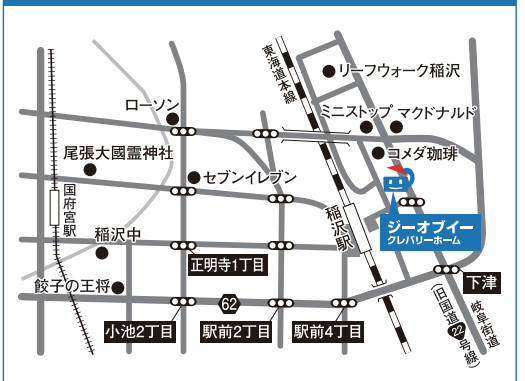 東海道本線
リーフウォーク稲沢
ローソン
ミニストップ
マクドナルド
コメダ珈琲
尾張大國霊神社
セブンイレブン
国府宮駅
稲沢駅
ジーオブイー
クレバリーホーム
稲沢中
正明寺1丁目
下津
餃子の王将
62
小池2丁目
駅前2丁目
駅前4丁目
岐阜街道
(旧国道22号線)